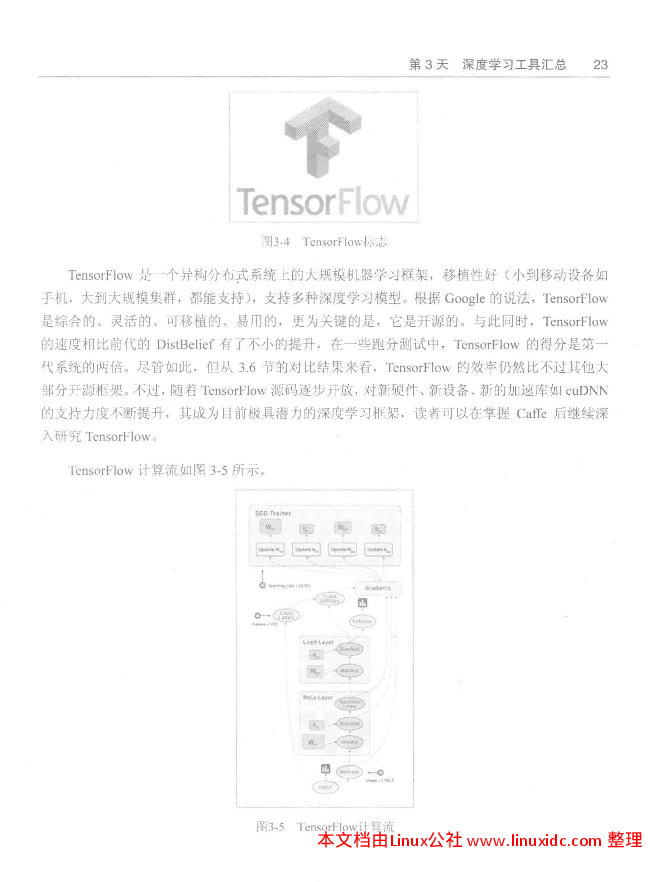 第 3 天 深度学习工具汇总 23
TensorFlow
图3-4 TensorFlow标志
TensorFlow 是一个异构分布式系统上的大规模机器学习框架，移植性好（小到移动设备如
手机，大到大规模集群，都能支持），支持多种深度学习模型。根据 Google 的说法，TensorFlow
是综合的、灵活的、可移植的、易用的，更为关键的是，它是开源的。与此同时，TensorFlow
的速度相比前代的 DistBelief 有了不小的提升，在一些跑分测试中，TensorFlow 的得分是第一
代系统的两倍。尽管如此，但从 3.6 节的对比结果来看，TensorFlow 的效率仍然比不过其他大
部分开源框架。不过，随着 TensorFlow 源码逐步开放，对新硬件、新设备、新的加速库如 cuDNN
的支持力度不断提升，其成为目前极具潜力的深度学习框架，读者可以在掌握 Caffe 后继续深
入研究 TensorFlow。
TensorFlow 计算流如图 3-5 所示。
SGD Trainer
Update W Update b Update W Update b
Gradients
Cross Entropy
Class Labels
Softmax
Logit Layer
BiasAdd
MatMul
ReLu Layer
Rectified Linear
BiasAdd
MatMul
Reshape
Input
图3-5 TensorFlow计算流
本文档由Linux公社 www.linuxidc.com 整理